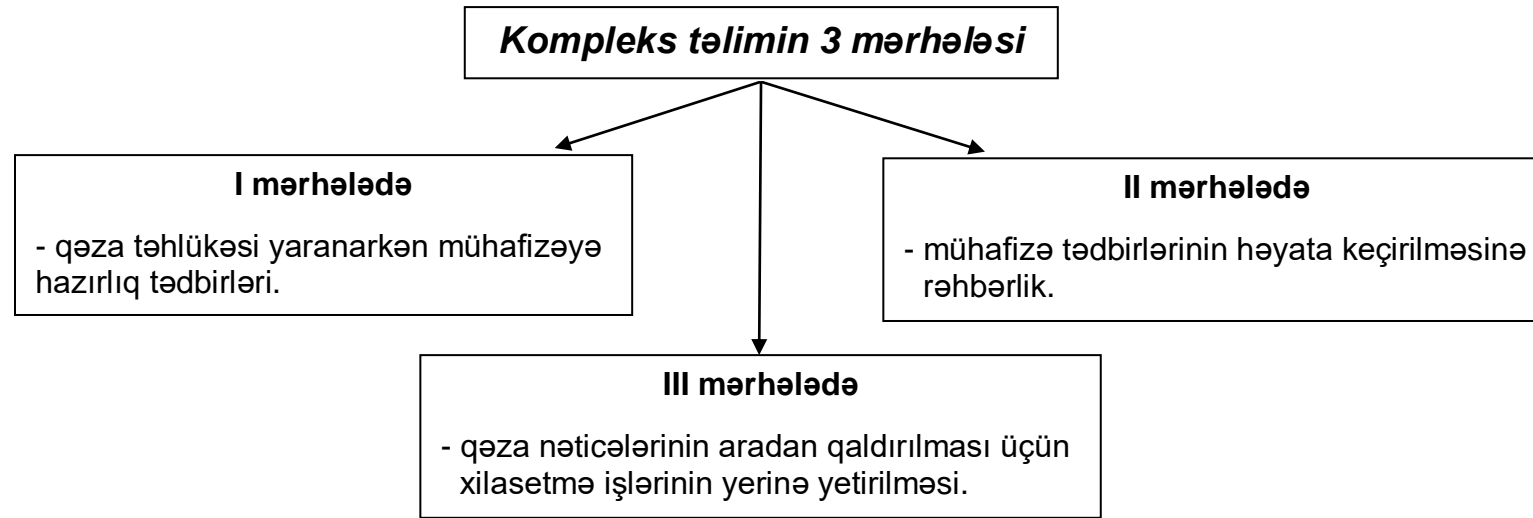 Kompleks təlimin 3 mərhələsi
I mərhələdə
- qəza təhlükəsi yaranarkən mühafizəyə
hazırlıq tədbirləri.
II mərhələdə
- mühafizə tədbirlərinin həyata keçirilməsinə
rəhbərlik.
III mərhələdə
- qəza nəticələrinin aradan qaldırılması üçün
xilasetmə işlərinin yerinə yetirilməsi.